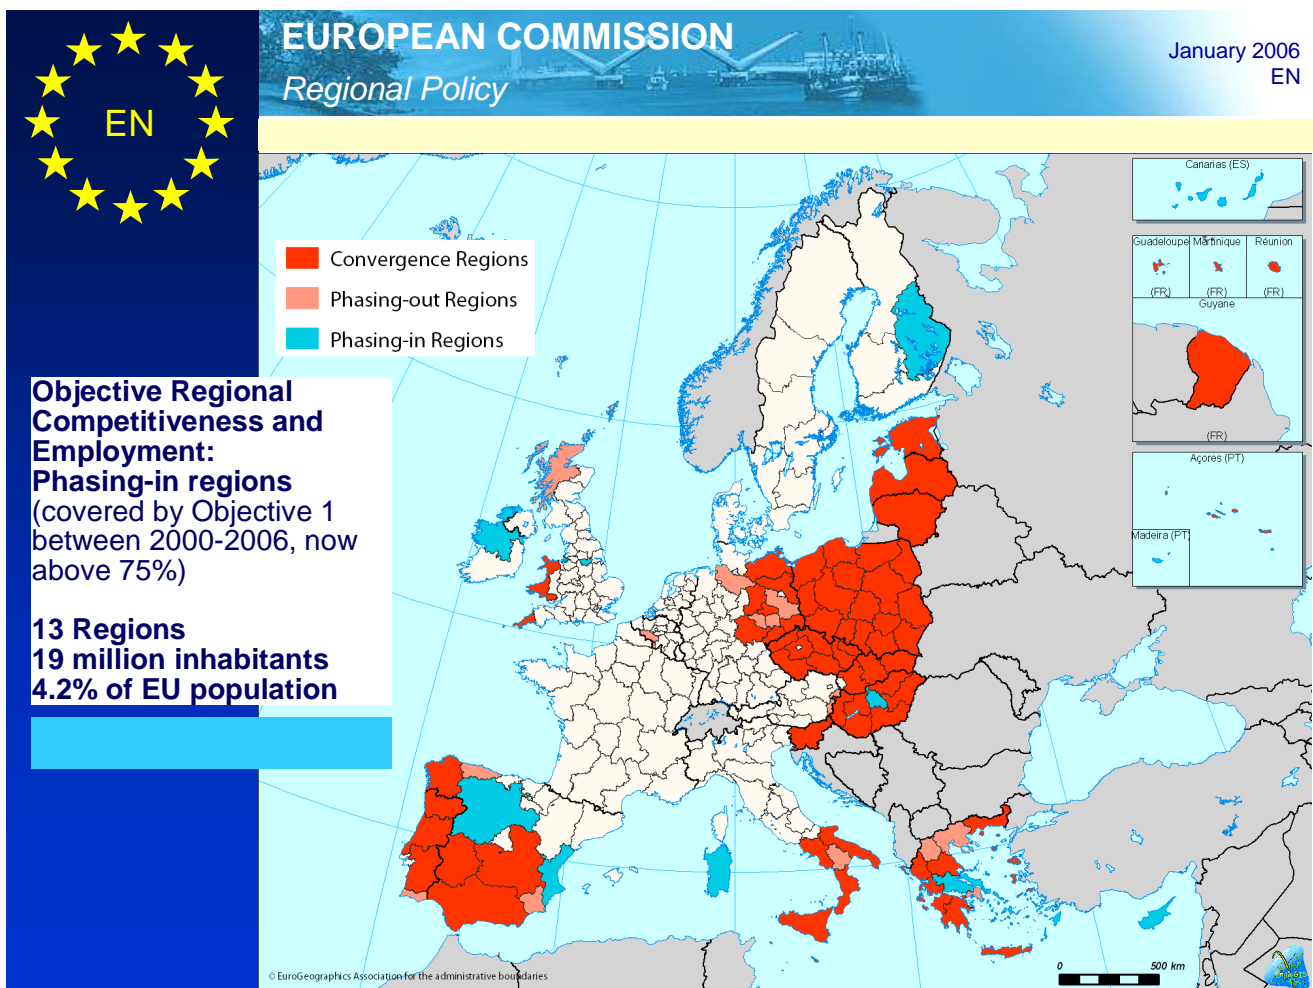 EN
EUROPEAN COMMISSION
Regional Policy
January 2006
EN
Convergence Regions
Phasing-out Regions
Phasing-in Regions
Objective Regional
Competitiveness and
Employment:
Phasing-in regions
(covered by Objective 1
between 2000-2006, now
above 75%)
13 Regions
19 million inhabitants
4.2% of EU population
Canarias (ES)
Guadeloupe
Martinique
Réunion
(FR)
(FR)
(FR)
Guyane
(FR)
Açores (PT)
Madeira (PT)
© EuroGeographics Association for the administrative boundaries
0 500 km